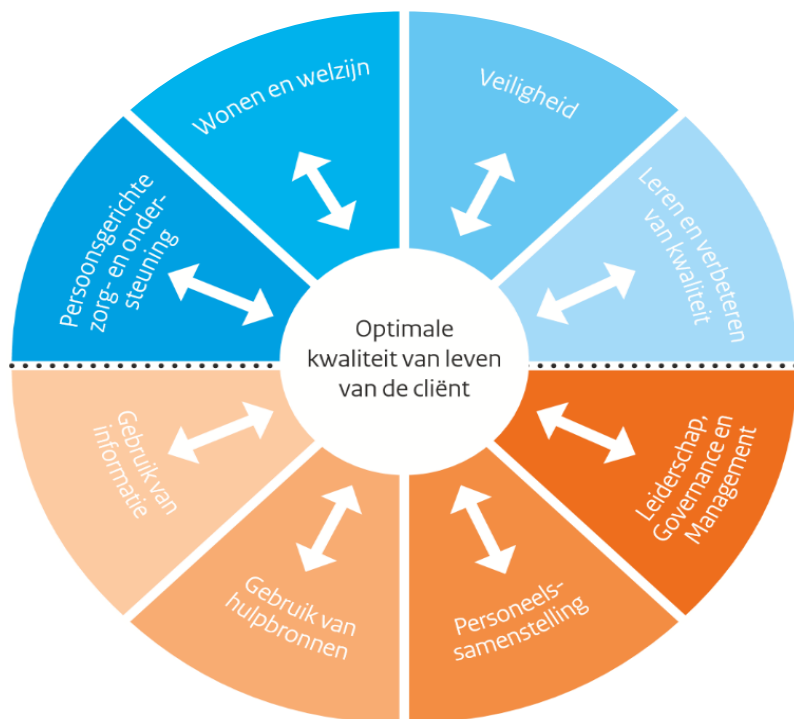 Wonen en welzijn
Veiligheid
Persoonsgerichte
zorg- en onder-
steuning
Leren en verbeteren
van kwaliteit
Optimale
kwaliteit van leven
van de cliënt
Gebruik van
informatie
Leiderschap,
Governance en
Management
Gebruik van
hulpbronnen
Personeels-
samenstelling